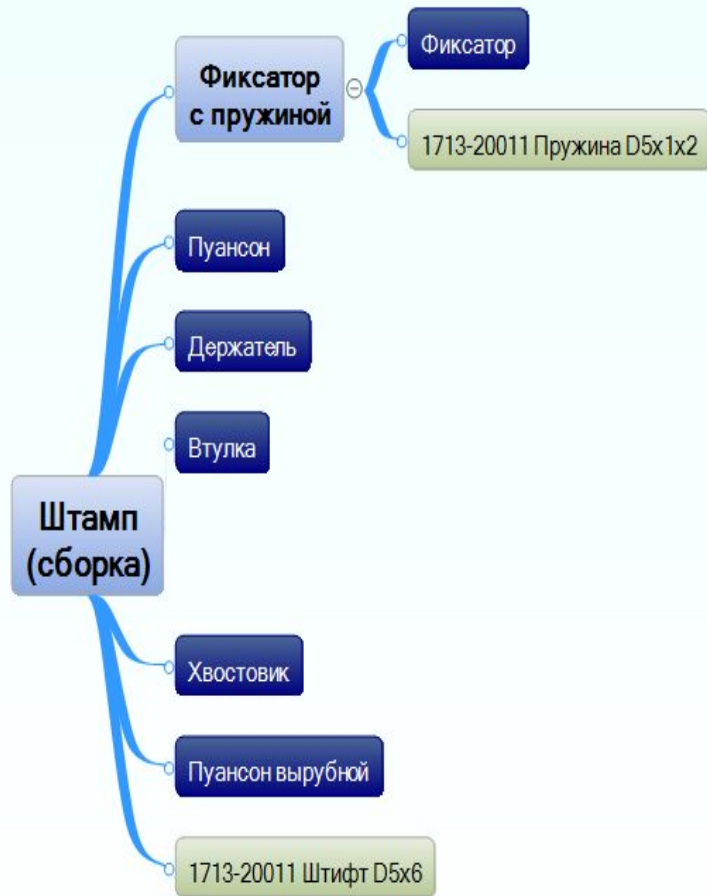 Фиксатор
с пружиной
Фиксатор
1713-20011 Пружина D5x1x2
Пуансон
Держатель
Втулка
Штамп
(сборка)
Хвостовик
Пуансон вырубной
1713-20011 Штифт D5x6